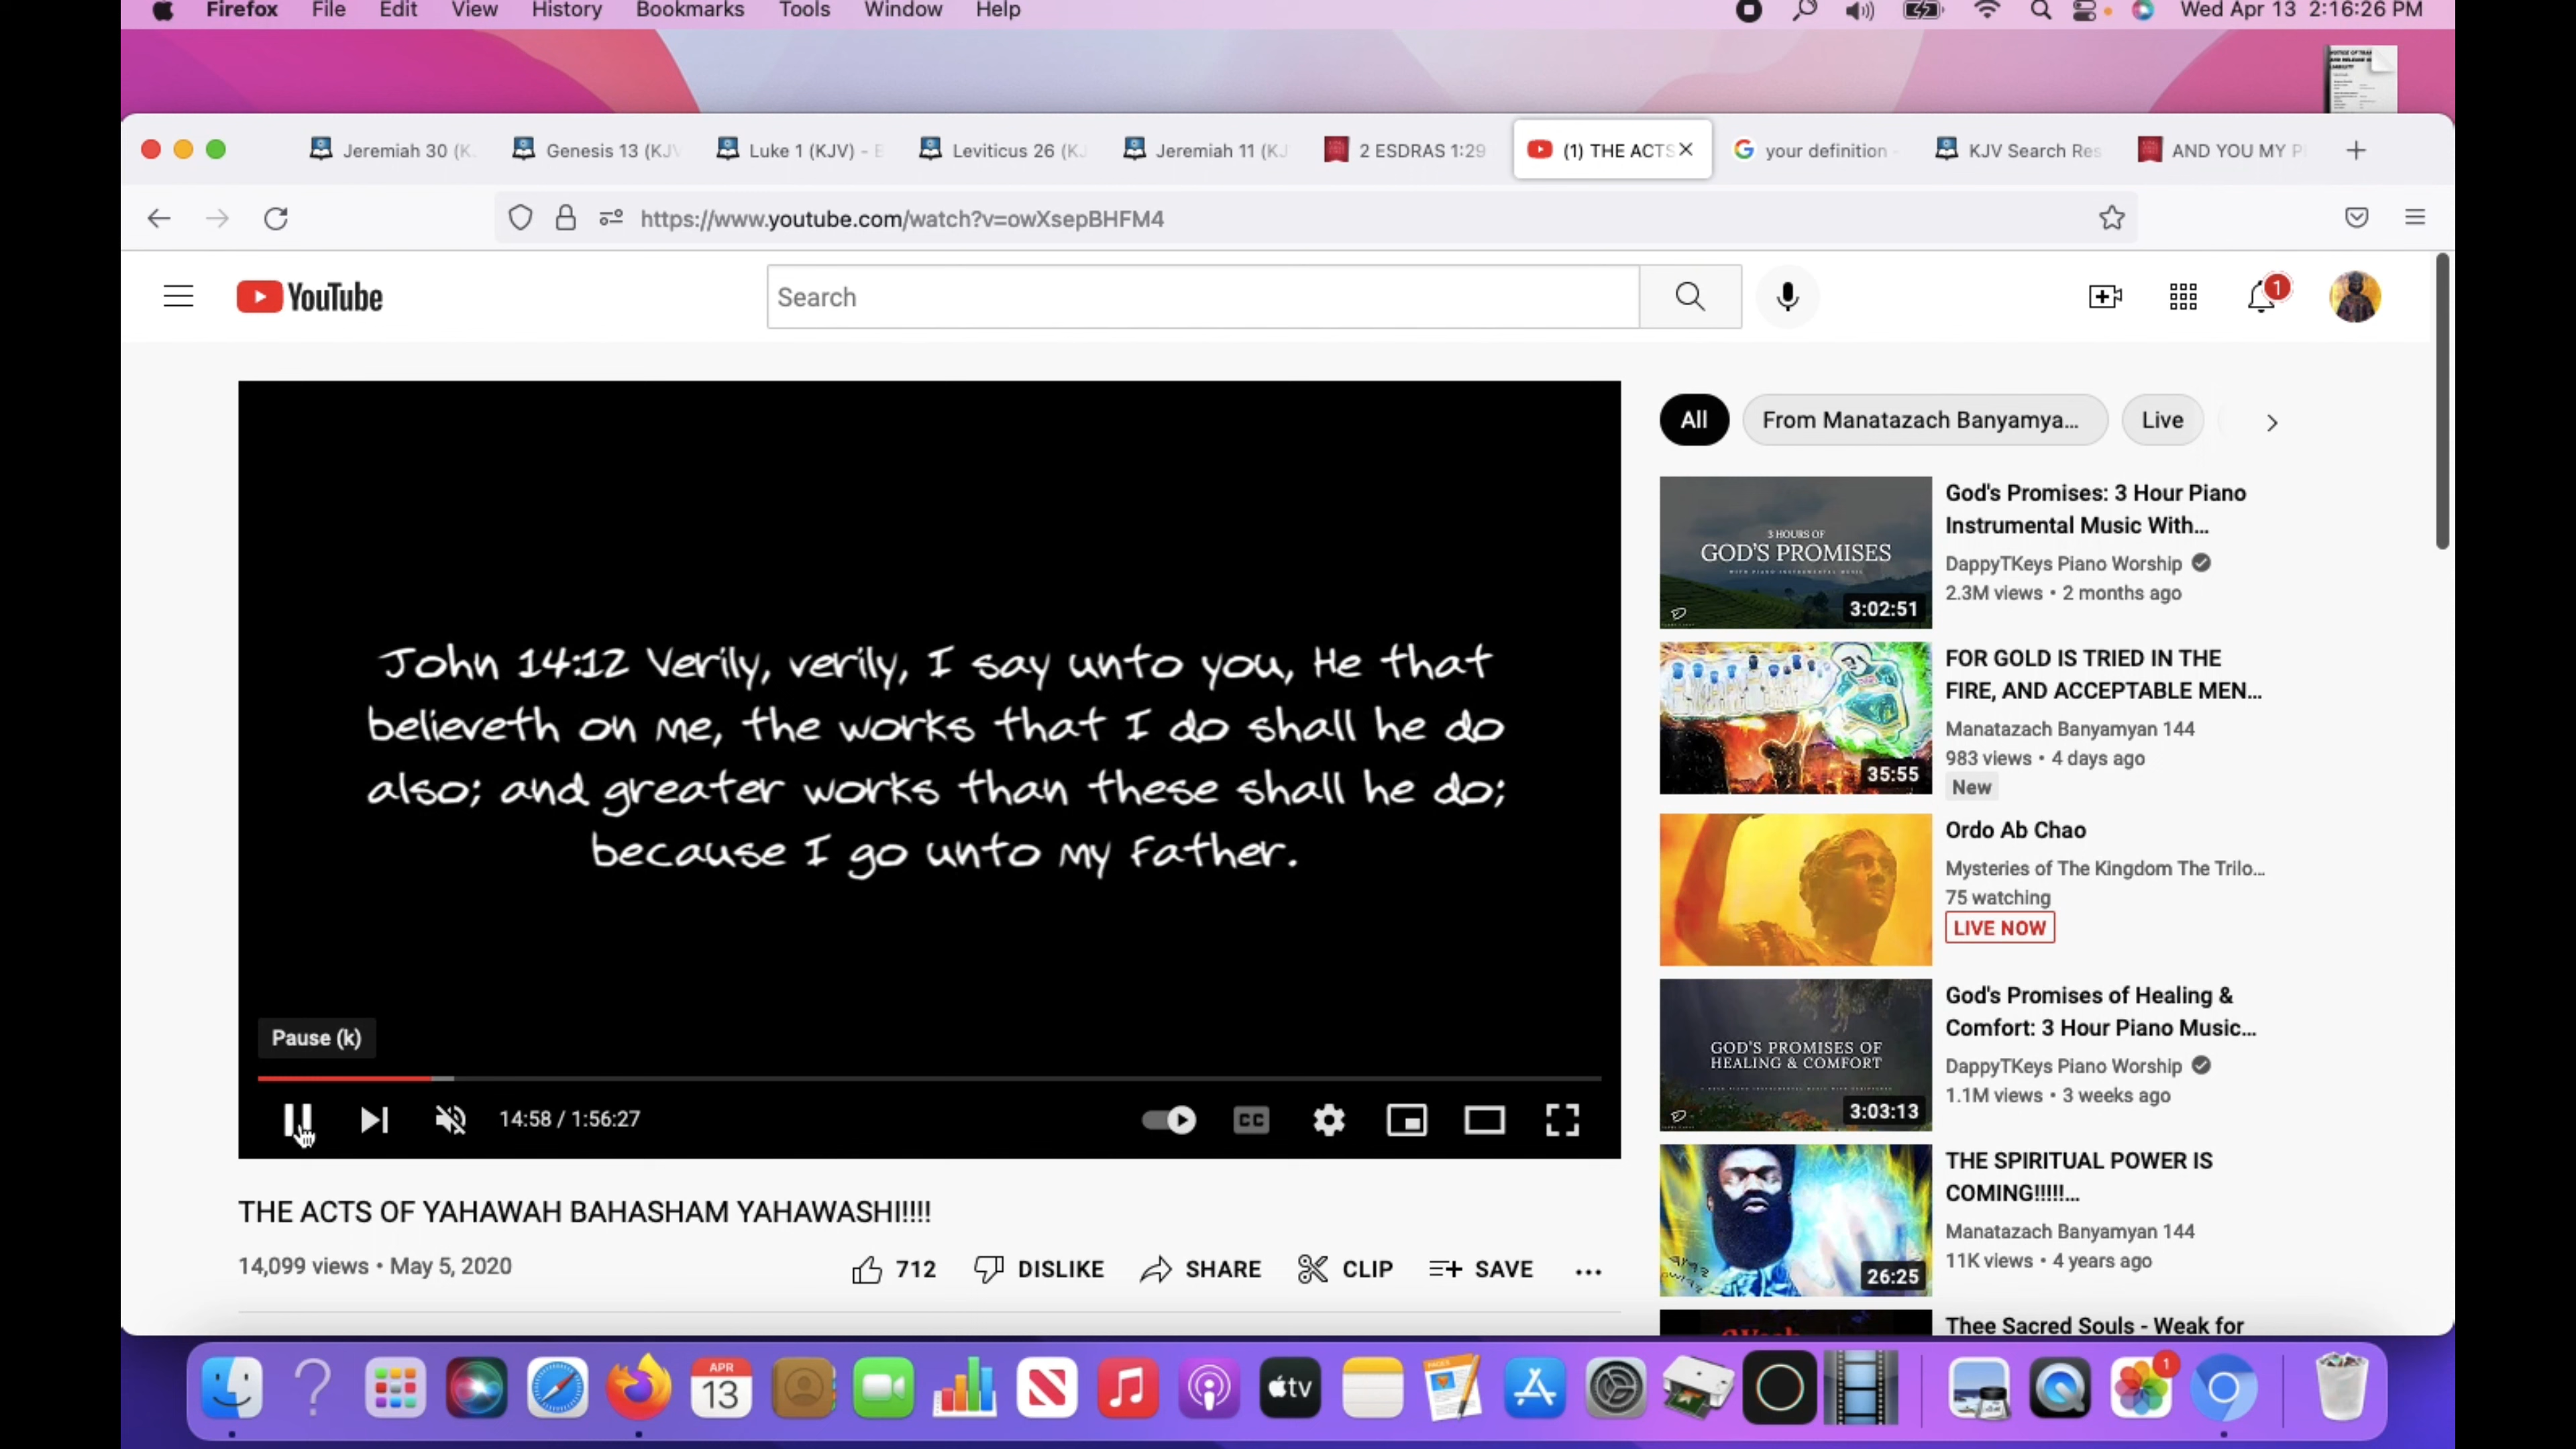 Firefox File Edit View History Bookmarks Tools Window Help Wed Apr 13 2:16:26 PM
Jeremiah 30 (K Genesis 13 (KJV Luke 1 (KJV) - E Leviticus 26 (KJ Jeremiah 11 (KJ 2 ESDRAS 1:29 (1) THE ACTS your definition - KJV Search Res AND YOU MY P
https://www.youtube.com/watch?v=owXsepBHFM4
YouTube
Search
1
John 14:12 Verily, verily, I say unto you, He that
believeth on me, the works that I do shall he do
also; and greater works than these shall he do;
because I go unto my Father.
Pause (k)
14:58 / 1:56:27
CC
THE ACTS OF YAHAWAH BAHASHAM YAHAWASHI!!!!
14,099 views • May 5, 2020
712 DISLIKE SHARE CLIP SAVE ...
All From Manatazach Banyamya... Live
3 HOURS OF
GOD'S PROMISES
WITH PIANO INSTRUMENTAL MUSIC
3:02:51
God's Promises: 3 Hour Piano
Instrumental Music With...
DappyTKeys Piano Worship
2.3M views • 2 months ago
35:55
FOR GOLD IS TRIED IN THE
FIRE, AND ACCEPTABLE MEN...
Manatazach Banyamyan 144
983 views • 4 days ago
New
Ordo Ab Chao
Mysteries of The Kingdom The Trilo...
75 watching
LIVE NOW
GOD'S PROMISES OF
HEALING & COMFORT
3:03:13
God's Promises of Healing &
Comfort: 3 Hour Piano Music...
DappyTKeys Piano Worship
1.1M views • 3 weeks ago
26:25
THE SPIRITUAL POWER IS
COMING!!!!!...
Manatazach Banyamyan 144
11K views • 4 years ago
Thee Sacred Souls - Weak for
APR
13
tv
PAGES
1